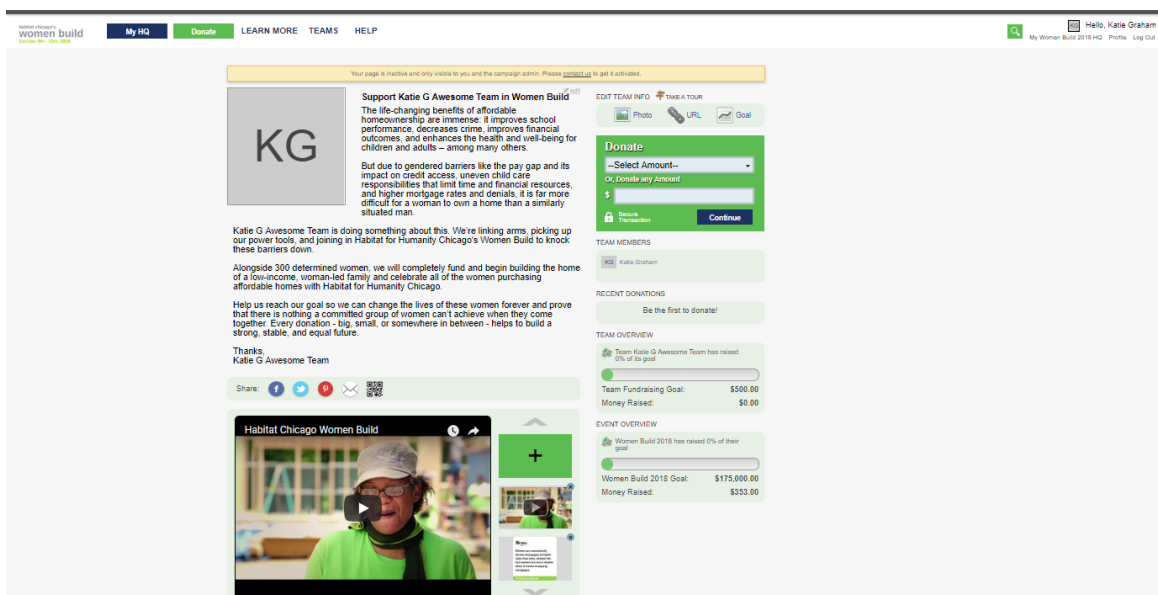 habitat chicago's
women build
October 9th - 13th, 2018
My HQ
Donate
LEARN MORE TEAMS HELP
KG Hello, Katie Graham
My Women Build 2018 HQ Profile Log Out
Your page is inactive and only visible to you and the campaign admin. Please contact us to get it activated.
KG
edit
Support Katie G Awesome Team in Women Build
The life-changing benefits of affordable
homeownership are immense: it improves school
performance, decreases crime, improves financial
outcomes, and enhances the health and well-being for
children and adults – among many others.
But due to gendered barriers like the pay gap and its
impact on credit access, uneven child care
responsibilities that limit time and financial resources,
and higher mortgage rates and denials, it is far more
difficult for a woman to own a home than a similarly
situated man.
Katie G Awesome Team is doing something about this. We're linking arms, picking up
our power tools, and joining in Habitat for Humanity Chicago's Women Build to knock
these barriers down.
Alongside 300 determined women, we will completely fund and begin building the home
of a low-income, woman-led family and celebrate all of the women purchasing
affordable homes with Habitat for Humanity Chicago.
Help us reach our goal so we can change the lives of these women forever and prove
that there is nothing a committed group of women can't achieve when they come
together. Every donation - big, small, or somewhere in between - helps to build a
strong, stable, and equal future.
Thanks,
Katie G Awesome Team
Share:
Habitat Chicago Women Build
+
EDIT TEAM INFO TAKE A TOUR
Photo URL Goal
Donate
--Select Amount--
Or, Donate any Amount
$
Secure
Transaction
Continue
TEAM MEMBERS
KG Katie Graham
RECENT DONATIONS
Be the first to donate!
TEAM OVERVIEW
Team Katie G Awesome Team has raised
0% of its goal
Team Fundraising Goal: $500.00
Money Raised: $0.00
EVENT OVERVIEW
Women Build 2018 has raised 0% of their
goal
Women Build 2018 Goal: $175,000.00
Money Raised: $353.00